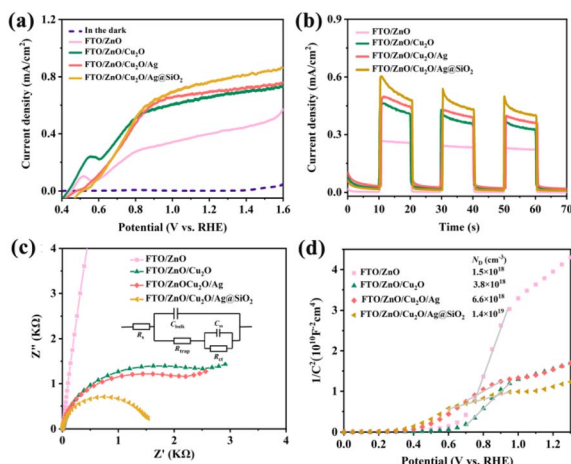 (a)
In the dark
FTO/ZnO
FTO/ZnO/Cu₂O
FTO/ZnO/Cu₂O/Ag
FTO/ZnO/Cu₂O/Ag@SiO₂
Current density (mA/cm²)
1.2
0.8
0.4
0.0
0.4 0.6 0.8 1.0 1.2 1.4 1.6
Potential (V vs. RHE)
(b)
FTO/ZnO
FTO/ZnO/Cu₂O
FTO/ZnO/Cu₂O/Ag
FTO/ZnO/Cu₂O/Ag@SiO₂
Current density (mA/cm²)
0.9
0.6
0.3
0.0
0 10 20 30 40 50 60 70
Time (s)
(c)
FTO/ZnO
FTO/ZnO/Cu₂O
FTO/ZnOCu₂O/Ag
FTO/ZnO/Cu₂O/Ag@SiO₂
Rs
Cbulk
Rtrap
Css
Rct
Z" (KΩ)
4
3
2
1
0
0 1 2 3 4
Z' (KΩ)
(d)
N_D (cm⁻³)
FTO/ZnO 1.5×10¹⁸
FTO/ZnO/Cu₂O 3.8×10¹⁸
FTO/ZnO/Cu₂O/Ag 6.6×10¹⁸
FTO/ZnO/Cu₂O/Ag@SiO₂ 1.4×10¹⁹
1/C²(10¹⁰F⁻²cm⁴)
5
4
3
2
1
0
0.0 0.2 0.4 0.6 0.8 1.0 1.2
Potential (V vs. RHE)